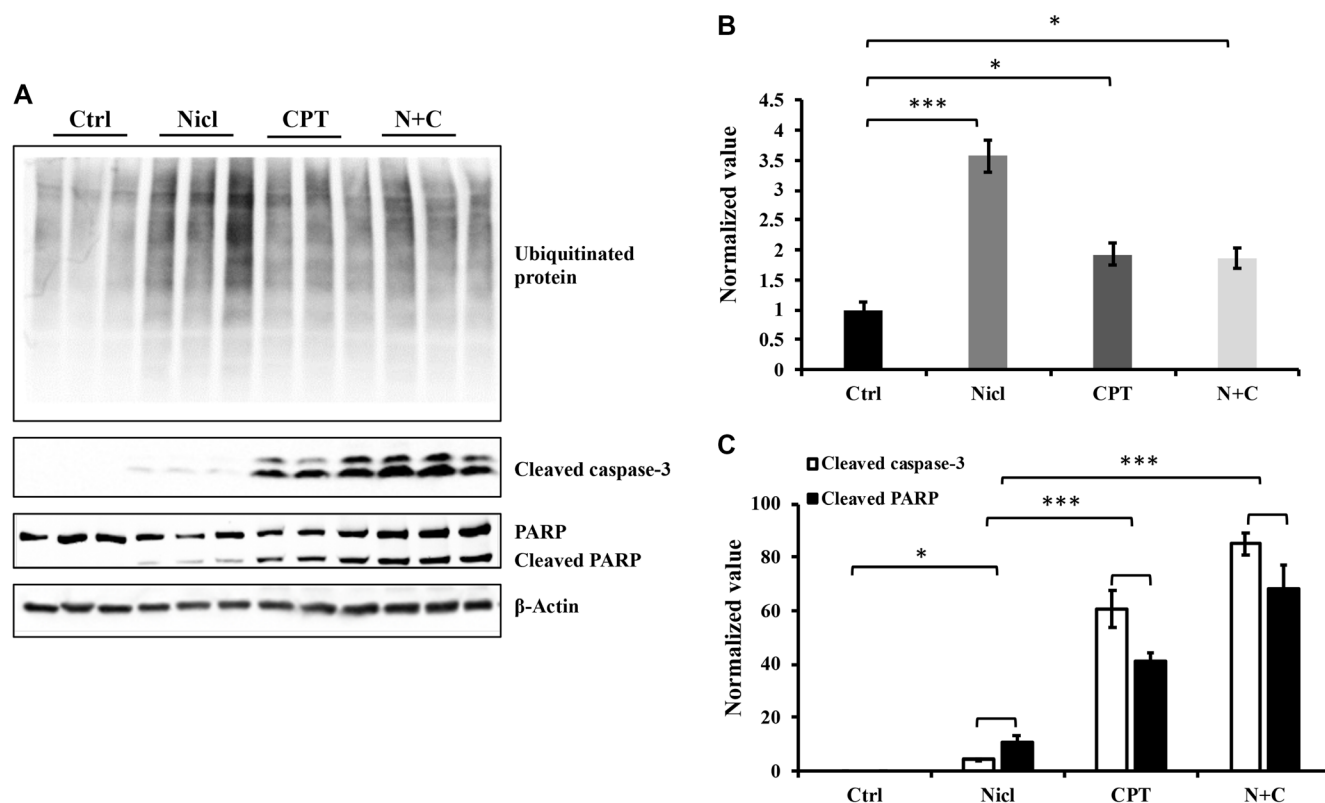 A
Ctrl Nicl CPT N+C
Ubiquitinated
protein
Cleaved caspase-3
PARP
Cleaved PARP
β-Actin
B
*
*
***
Normalized value
4.5
4
3.5
3
2.5
2
1.5
1
0.5
0
Ctrl Nicl CPT N+C
C
Cleaved caspase-3
Cleaved PARP
***
***
*
Normalized value
100
80
60
40
20
0
Ctrl Nicl CPT N+C